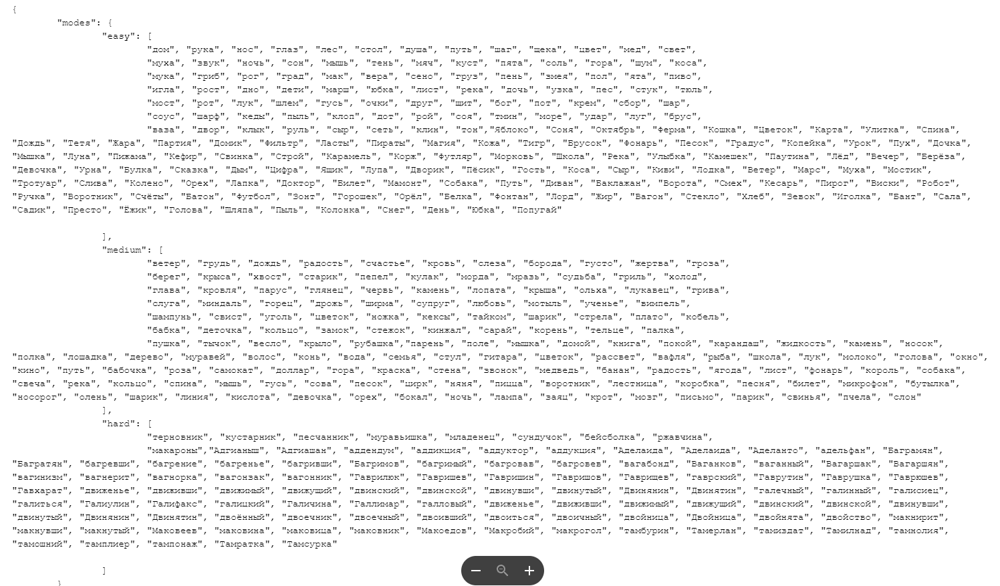 {
"modes": {
"easy": [
"дом", "рука", "нос", "глаз", "лес", "стол", "душа", "путь", "шаг", "щека", "цвет", "мед", "свет",
"муха", "звук", "ночь", "сон", "мышь", "тень", "мяч", "куст", "пята", "соль", "гора", "шум", "коса",
"мука", "гриб", "рог", "град", "мак", "вера", "сено", "груз", "пень", "змея", "пол", "ята", "пиво",
"игла", "рост", "дно", "дети", "марш", "юбка", "лист", "река", "дочь", "узка", "пес", "стук", "тюль",
"мост", "рот", "лук", "шлем", "гусь", "очки", "друг", "щит", "бог", "пот", "крем", "сбор", "шар",
"соус", "шарф", "кеды", "пыль", "клоп", "дот", "рой", "соя", "тмин", "море", "удар", "луг", "брус",
"ваза", "двор", "клык", "руль", "сыр", "сеть", "клин", "тон","Яблоко", "Соня", "Октябрь", "Ферма", "Кошка", "Цветок", "Карта", "Улитка", "Спина",
"Дождь", "Тетя", "Жара", "Партия", "Домик", "Фильтр", "Ласты", "Пираты", "Магия", "Кожа", "Тигр", "Брусок", "Фонарь", "Песок", "Градус", "Копейка", "Урок", "Пух", "Дочка",
"Мышка", "Луна", "Пижама", "Кефир", "Свинка", "Строй", "Карамель", "Корж", "Футляр", "Морковь", "Школа", "Река", "Улыбка", "Камешек", "Паутина", "Лёд", "Вечер", "Берёза",
"Девочка", "Урна", "Булка", "Сказка", "Дым", "Цифра", "Ящик", "Лупа", "Дворик", "Пёсик", "Гость", "Коса", "Сыр", "Киви", "Лодка", "Ветер", "Марс", "Муха", "Мостик",
"Тротуар", "Слива", "Колено", "Орех", "Лапка", "Доктор", "Билет", "Мамонт", "Собака", "Путь", "Диван", "Баклажан", "Ворота", "Смех", "Кесарь", "Пирог", "Виски", "Робот",
"Ручка", "Воротник", "Счёты", "Батон", "Футбол", "Зонт", "Горошек", "Орёл", "Белка", "Фонтан", "Лорд", "Жир", "Вагон", "Стекло", "Хлеб", "Зевок", "Иголка", "Бант", "Сала",
"Садик", "Престо", "Ёжик", "Голова", "Шляпа", "Пыль", "Колонка", "Снег", "День", "Юбка", "Попугай"
],
"medium": [
"ветер", "грудь", "дождь", "радость", "счастье", "кровь", "слеза", "борода", "густо", "жертва", "гроза",
"берег", "крыса", "хвост", "старик", "пепел", "кулак", "морда", "мразь", "судьба", "гриль", "холод",
"глава", "кровля", "парус", "глянец", "червь", "камень", "лопата", "крыша", "ольха", "лукавец", "грива",
"слуга", "миндаль", "горец", "дрожь", "ширма", "супруг", "любовь", "мотыль", "ученье", "вимпель",
"шампунь", "свист", "уголь", "цветок", "ножка", "кексы", "тайком", "шарик", "стрела", "плато", "кобель",
"бабка", "деточка", "кольцо", "замок", "стежок", "кинжал", "сарай", "корень", "тельце", "палка",
"пушка", "тычок", "весло", "крыло", "рубашка","парень", "поле", "мышка", "домой", "книга", "покой", "карандаш", "жидкость", "камень", "носок",
"полка", "лошадка", "дерево", "муравей", "волос", "конь", "вода", "семья", "стул", "гитара", "цветок", "рассвет", "вафля", "рыба", "школа", "лук", "молоко", "голова", "окно",
"кино", "путь", "бабочка", "роза", "самокат", "доллар", "гора", "краска", "стена", "звонок", "медведь", "банан", "радость", "ягода", "лист", "фонарь", "король", "собака",
"свеча", "река", "кольцо", "спина", "мышь", "гусь", "сова", "песок", "цирк", "няня", "пицца", "воротник", "лестница", "коробка", "песня", "билет", "микрофон", "бутылка",
"носорог", "олень", "шарик", "линия", "кислота", "девочка", "орех", "бокал", "ночь", "лампа", "заяц", "крот", "мозг", "письмо", "парик", "свинья", "пчела", "слон"
],
"hard": [
"терновник", "кустарник", "песчанник", "муравьишка", "младенец", "сундучок", "бейсболка", "ржавчина",
"макароны","Адгианыш", "Адгиашан", "аддендум", "аддикция", "аддуктор", "аддукция", "Аделаида", "Аделаида", "Аделанто", "адельфан", "Баграмян",
"Багратян", "багревши", "багрение", "багренье", "багривши", "Багримов", "багримый", "багровав", "багровев", "вагабонд", "Ваганков", "ваганный", "Вагаршак", "Вагаршян",
"вагинизм", "вагнерит", "вагнорка", "вагонзак", "вагонник", "Гаврилюк", "Гавришев", "Гавришин", "Гавришов", "Гаврищев", "гаврский", "Гаврутин", "Гаврушка", "Гаврюшев",
"Гавхарат", "движенье", "движивши", "движимый", "движущий", "двинский", "двинской", "двинувши", "двинутый", "Двинянин", "Двинятин", "галечный", "галинный", "галисиец",
"галиться", "Галиулин", "Галифакс", "галицкий", "Галичина", "Галлимар", "галловый", "движенье", "движивши", "движимый", "движущий", "двинский", "двинской", "двинувши",
"двинутый", "Двинянин", "Двинятин", "двоённый", "двоечник", "двоечный", "двоивший", "двоиться", "двоичный", "двойница", "Двойница", "двойнята", "двойство", "макнирит",
"макнувши", "макнутый", "Маковеев", "маковина", "маковица", "маковник", "Макоедов", "Макробий", "макрогол", "тамбурин", "Тамерлан", "тамиздат", "Тамилнад", "тамнолия",
"тамошний", "тамплиер", "тампонаж", "Тамратка", "Тамсурка"
]
}